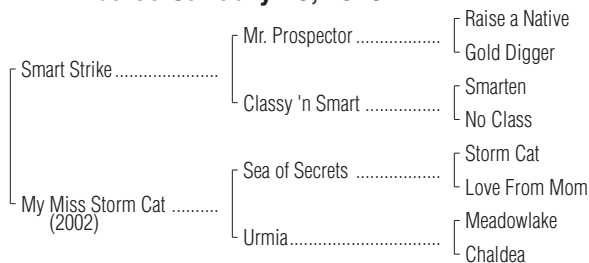 Raise a Native
Mr. Prospector ..................
Gold Digger
Smart Strike ......................
Smarten
Classy 'n Smart ................
No Class
Storm Cat
Sea of Secrets ..................
Love From Mom
My Miss Storm Cat ..........
(2002)
Meadowlake
Urmia................................
Chaldea